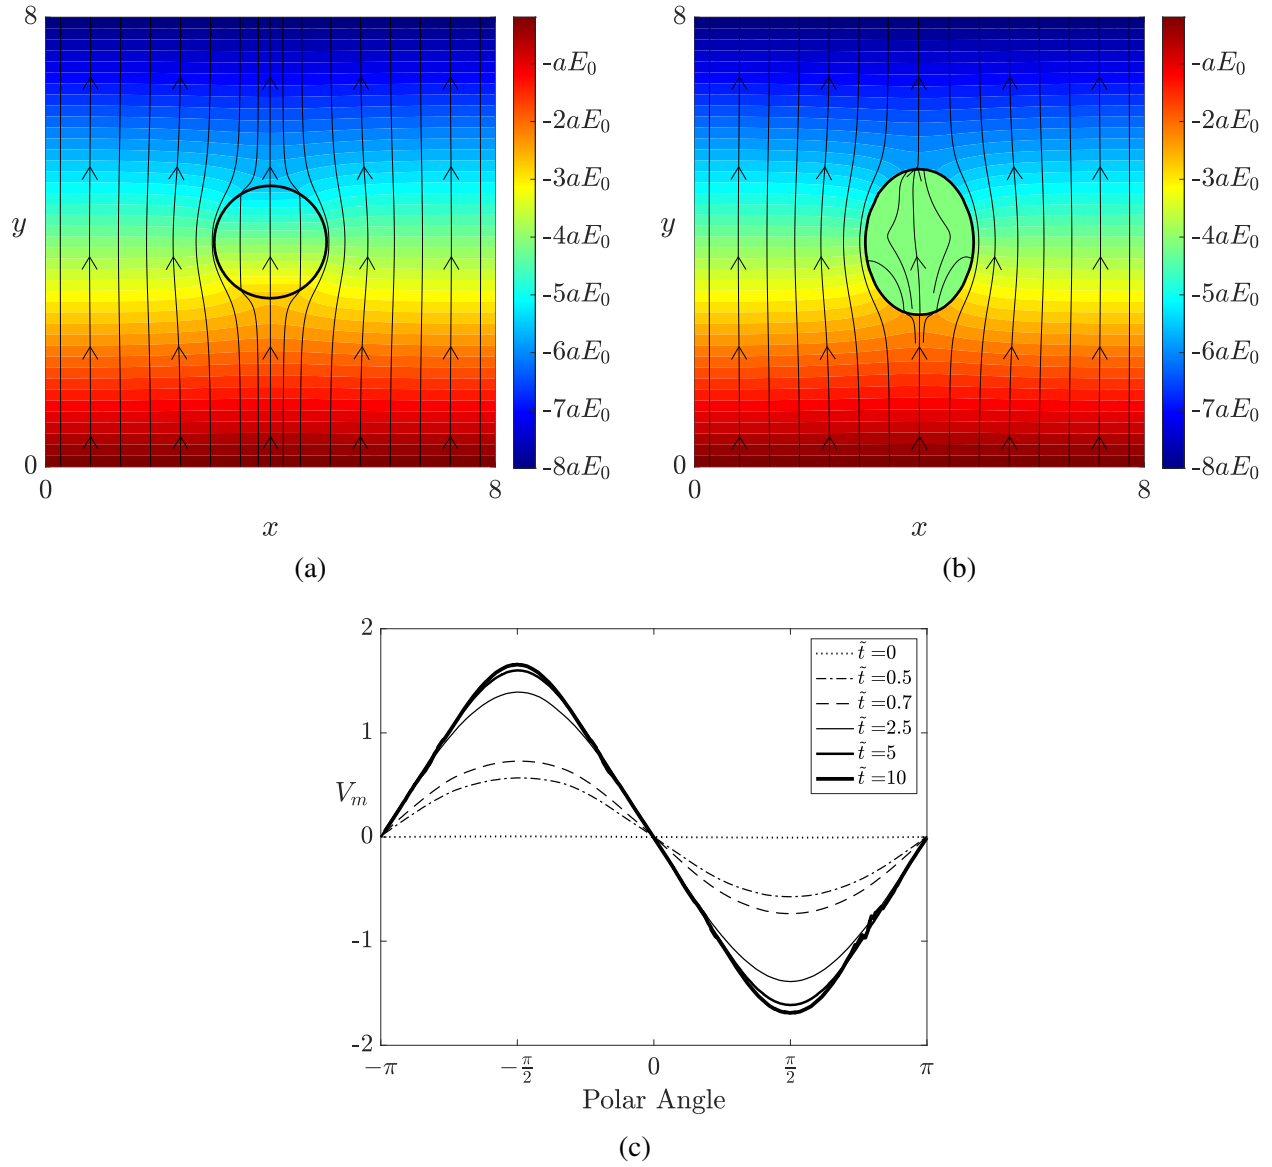 8
y
0
0
8
x
-aE₀
-2aE₀
-3aE₀
-4aE₀
-5aE₀
-6aE₀
-7aE₀
-8aE₀
(a)
8
y
0
0
8
x
-aE₀
-2aE₀
-3aE₀
-4aE₀
-5aE₀
-6aE₀
-7aE₀
-8aE₀
(b)
2
1
Vₘ
0
-1
-2
−π
−π/2
0
π/2
π
Polar Angle
t̃ =0
t̃ =0.5
t̃ =0.7
t̃ =2.5
t̃ =5
t̃ =10
(c)